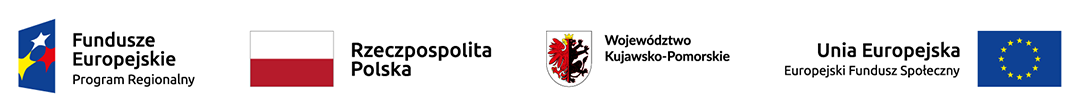 Fundusze
Europejskie
Program Regionalny
Rzeczpospolita
Polska
Województwo
Kujawsko-Pomorskie
Unia Europejska
Europejski Fundusz Społeczny